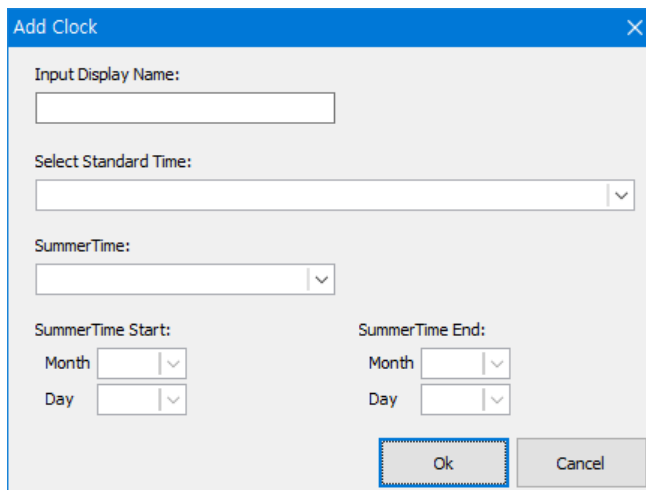 Add Clock
Input Display Name:
Select Standard Time:
SummerTime:
SummerTime Start: SummerTime End:
Month Month
Day Day
Ok Cancel